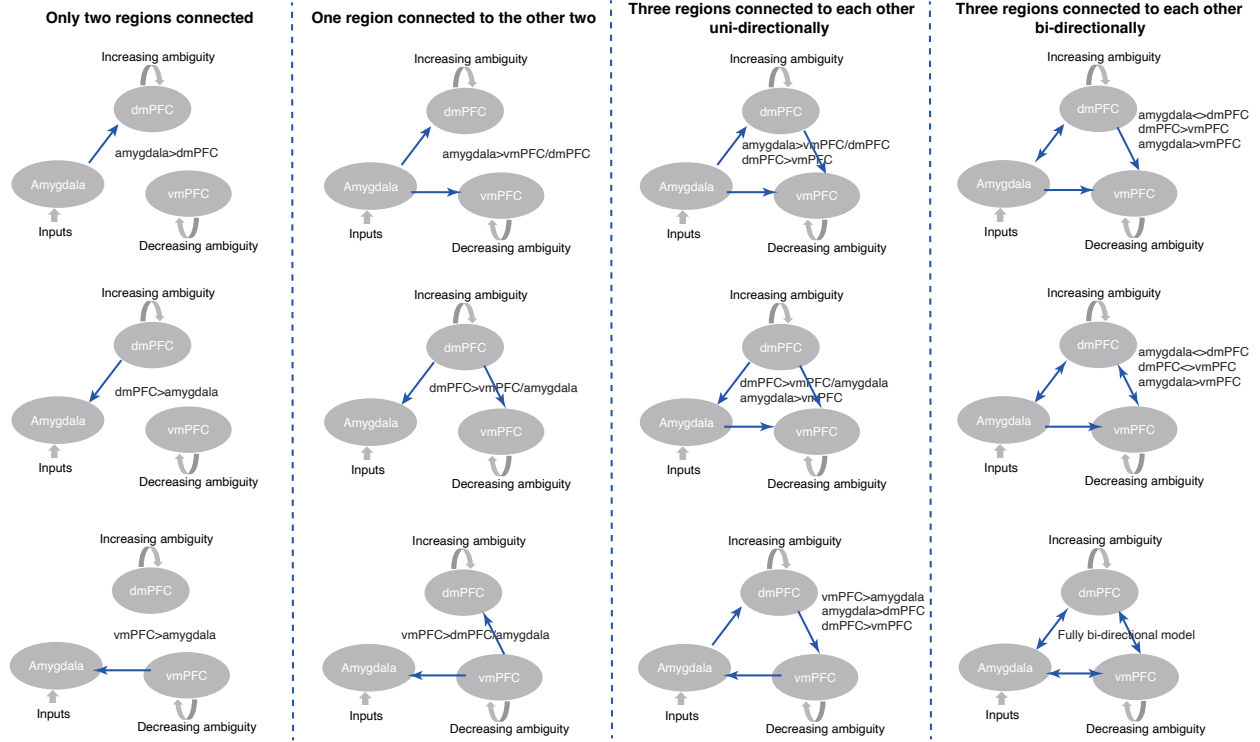 Only two regions connected
One region connected to the other two
Three regions connected to each other
uni-directionally
Three regions connected to each other
bi-directionally
Increasing ambiguity
dmPFC
amygdala>dmPFC
Amygdala
vmPFC
Inputs
Decreasing ambiguity
Increasing ambiguity
dmPFC
amygdala>vmPFC/dmPFC
Amygdala
vmPFC
Inputs
Decreasing ambiguity
Increasing ambiguity
dmPFC
amygdala>vmPFC/dmPFC
dmPFC>vmPFC
Amygdala
vmPFC
Inputs
Decreasing ambiguity
Increasing ambiguity
dmPFC
amygdala<>dmPFC
dmPFC>vmPFC
amygdala>vmPFC
Amygdala
vmPFC
Inputs
Decreasing ambiguity
Increasing ambiguity
dmPFC
dmPFC>amygdala
Amygdala
vmPFC
Inputs
Decreasing ambiguity
Increasing ambiguity
dmPFC
dmPFC>vmPFC/amygdala
Amygdala
vmPFC
Inputs
Decreasing ambiguity
Increasing ambiguity
dmPFC
dmPFC>vmPFC/amygdala
amygdala>vmPFC
Amygdala
vmPFC
Inputs
Decreasing ambiguity
Increasing ambiguity
dmPFC
amygdala<>dmPFC
dmPFC<>vmPFC
amygdala>vmPFC
Amygdala
vmPFC
Inputs
Decreasing ambiguity
Increasing ambiguity
dmPFC
vmPFC>amygdala
Amygdala
vmPFC
Inputs
Decreasing ambiguity
Increasing ambiguity
dmPFC
vmPFC>dmPFC/amygdala
Amygdala
vmPFC
Inputs
Decreasing ambiguity
Increasing ambiguity
dmPFC
vmPFC>amygdala
amygdala>dmPFC
dmPFC>vmPFC
Amygdala
vmPFC
Inputs
Decreasing ambiguity
Increasing ambiguity
dmPFC
Fully bi-directional model
Amygdala
vmPFC
Inputs
Decreasing ambiguity